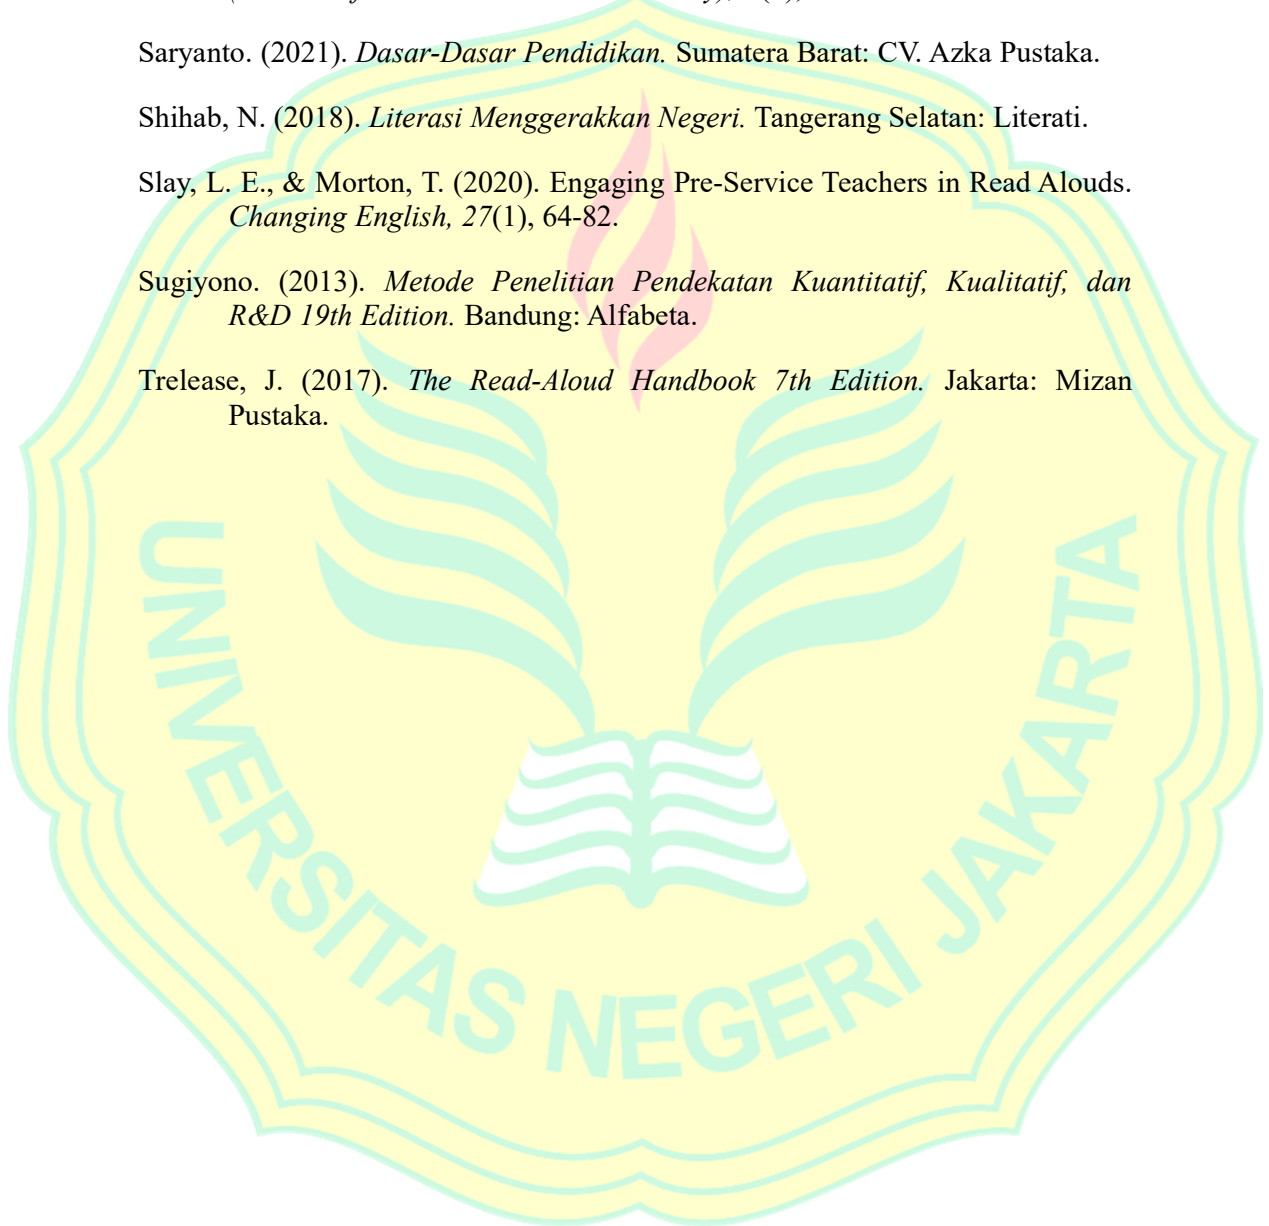 Saryanto. (2021). Dasar-Dasar Pendidikan. Sumatera Barat: CV. Azka Pustaka.
Shihab, N. (2018). Literasi Menggerakkan Negeri. Tangerang Selatan: Literati.
Slay, L. E., & Morton, T. (2020). Engaging Pre-Service Teachers in Read Alouds.
Changing English, 27(1), 64-82.
Sugiyono. (2013). Metode Penelitian Pendekatan Kuantitatif, Kualitatif, dan
R&D 19th Edition. Bandung: Alfabeta.
Trelease, J. (2017). The Read-Aloud Handbook 7th Edition. Jakarta: Mizan
Pustaka.
UNIVERSITAS NEGERI JAKARTA